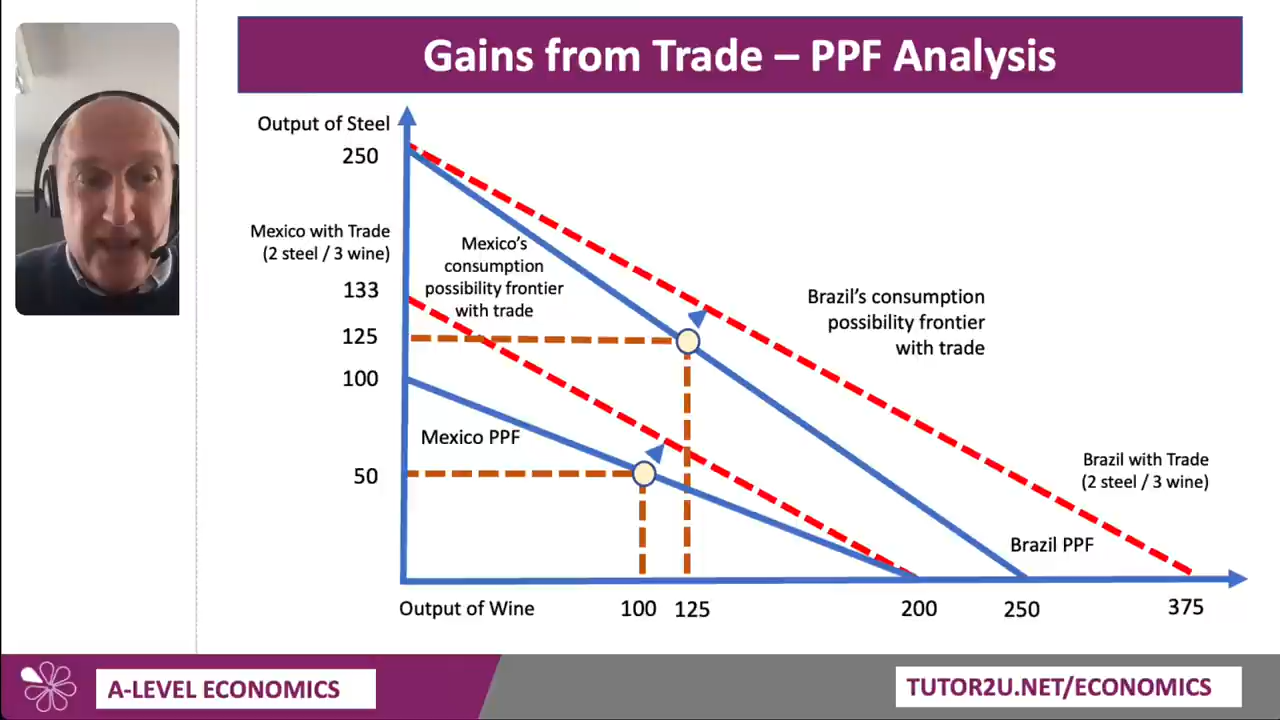 Gains from Trade – PPF Analysis
Output of Steel
250
Mexico with Trade
(2 steel / 3 wine)
133
125
100
50
Mexico's
consumption
possibility frontier
with trade
Mexico PPF
Brazil's consumption
possibility frontier
with trade
Brazil with Trade
(2 steel / 3 wine)
Brazil PPF
Output of Wine
100
125
200
250
375
A-LEVEL ECONOMICS
TUTOR2U.NET/ECONOMICS